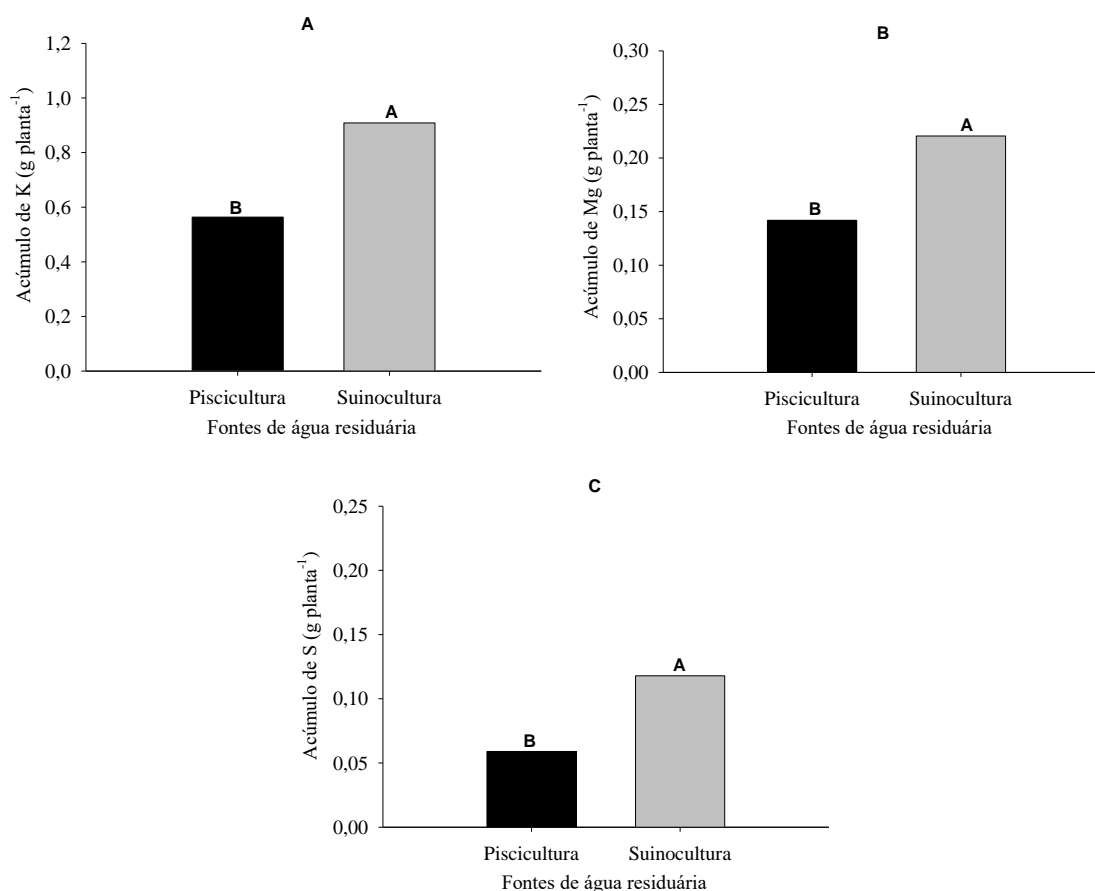 A
Acúmulo de K (g planta⁻¹)
1,2
1,0
0,8
0,6
0,4
0,2
0,0
B
A
Piscicultura Suinocultura
Fontes de água residuária
B
Acúmulo de Mg (g planta⁻¹)
0,30
0,25
0,20
0,15
0,10
0,05
0,00
B
A
Piscicultura Suinocultura
Fontes de água residuária
C
Acúmulo de S (g planta⁻¹)
0,25
0,20
0,15
0,10
0,05
0,00
B
A
Piscicultura Suinocultura
Fontes de água residuária